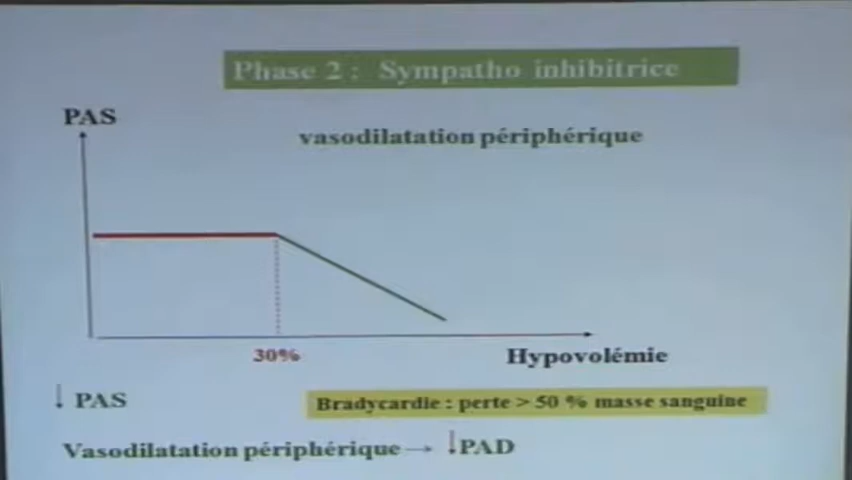 Phase 2 : Sympatho inhibitrice
PAS
vasodilatation périphérique
30%
Hypovolémie
↓ PAS
Bradycardie : perte > 50 % masse sanguine
Vasodilatation périphérique → ↓PAD